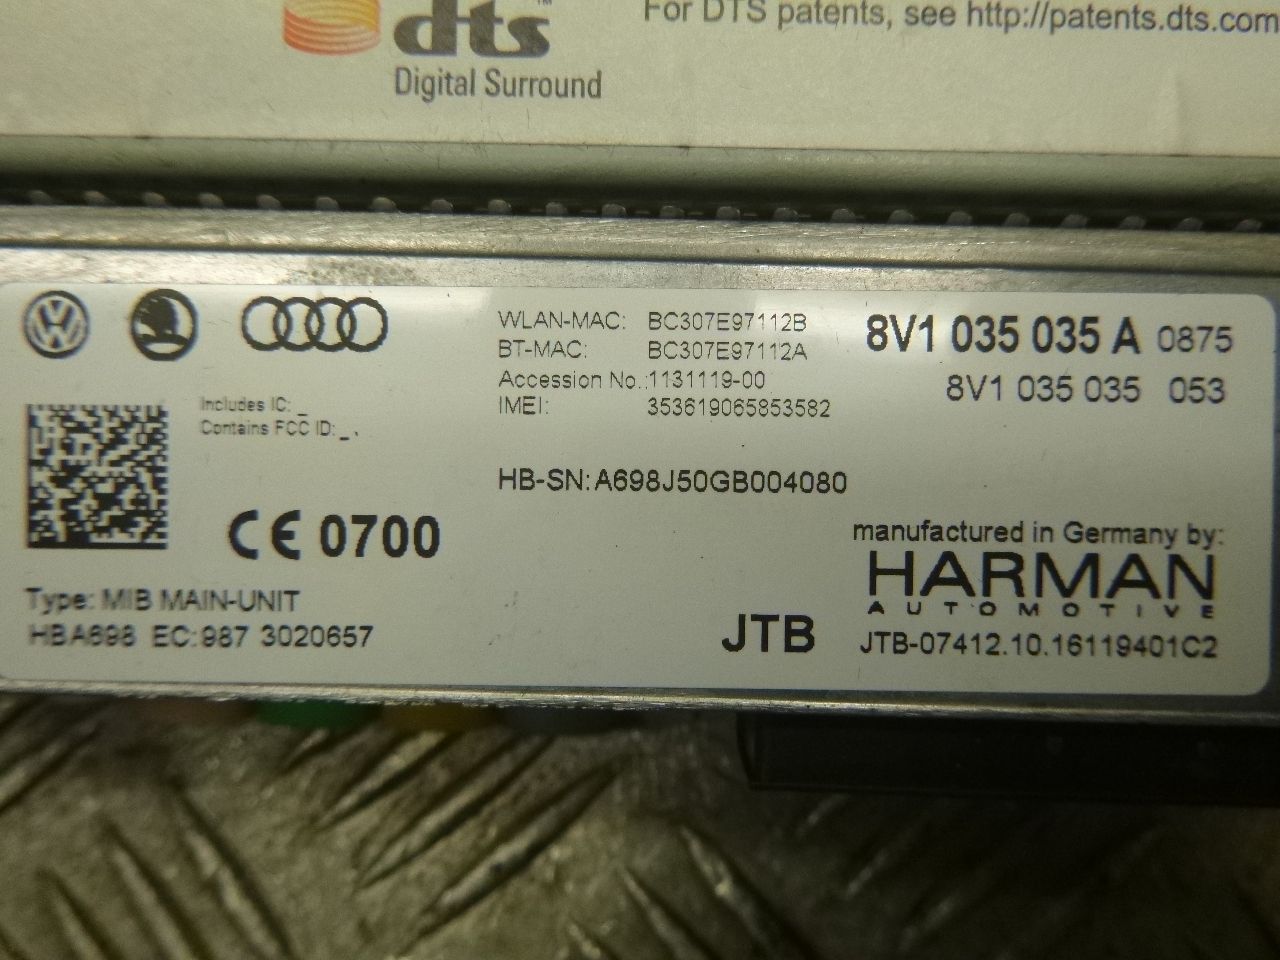 dts™
Digital Surround
For DTS patents, see http://patents.dts.com
WLAN-MAC: BC307E97112B
BT-MAC: BC307E97112A
Accession No.:1131119-00
IMEI: 353619065853582
8V1 035 035 A 0875
8V1 035 035 053
Includes IC: _
Contains FCC ID: _ .
HB-SN: A698J50GB004080
CE 0700
Type: MIB MAIN-UNIT
HBA698 EC:987 3020657
manufactured in Germany by:
HARMAN
AUTOMOTIVE
JTB
JTB-07412.10.16119401C2